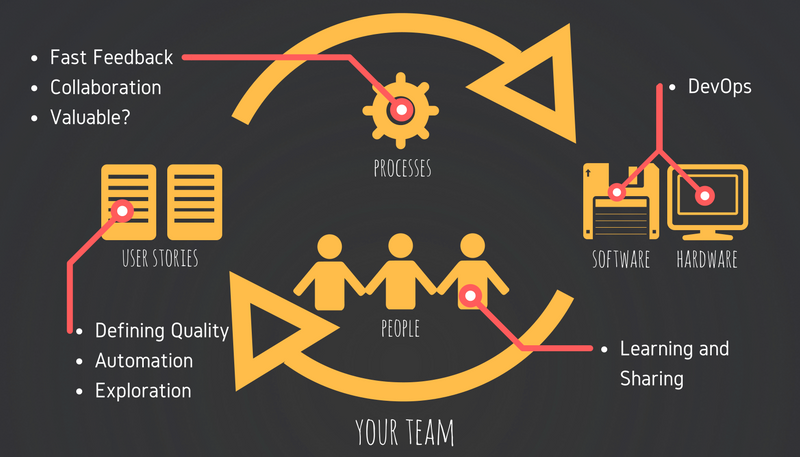 • Fast Feedback
• Collaboration
• Valuable?
PROCESSES
• DevOps
USER STORIES
SOFTWARE
HARDWARE
• Defining Quality
• Automation
• Exploration
PEOPLE
• Learning and
Sharing
YOUR TEAM